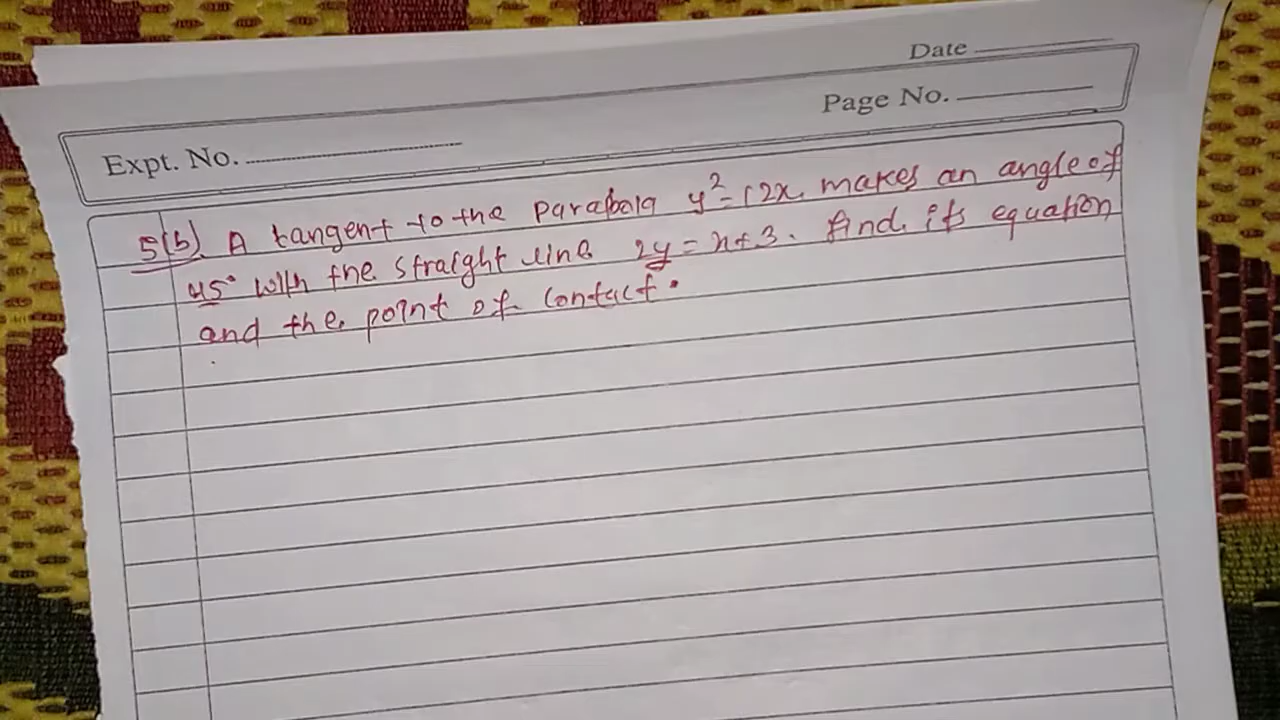 Date
Page No.
Expt. No.
5(b). A tangent to the parabola y² = 12x makes an angle of
45° with the straight line 2y = x+3. find its equation
and the point of contact.